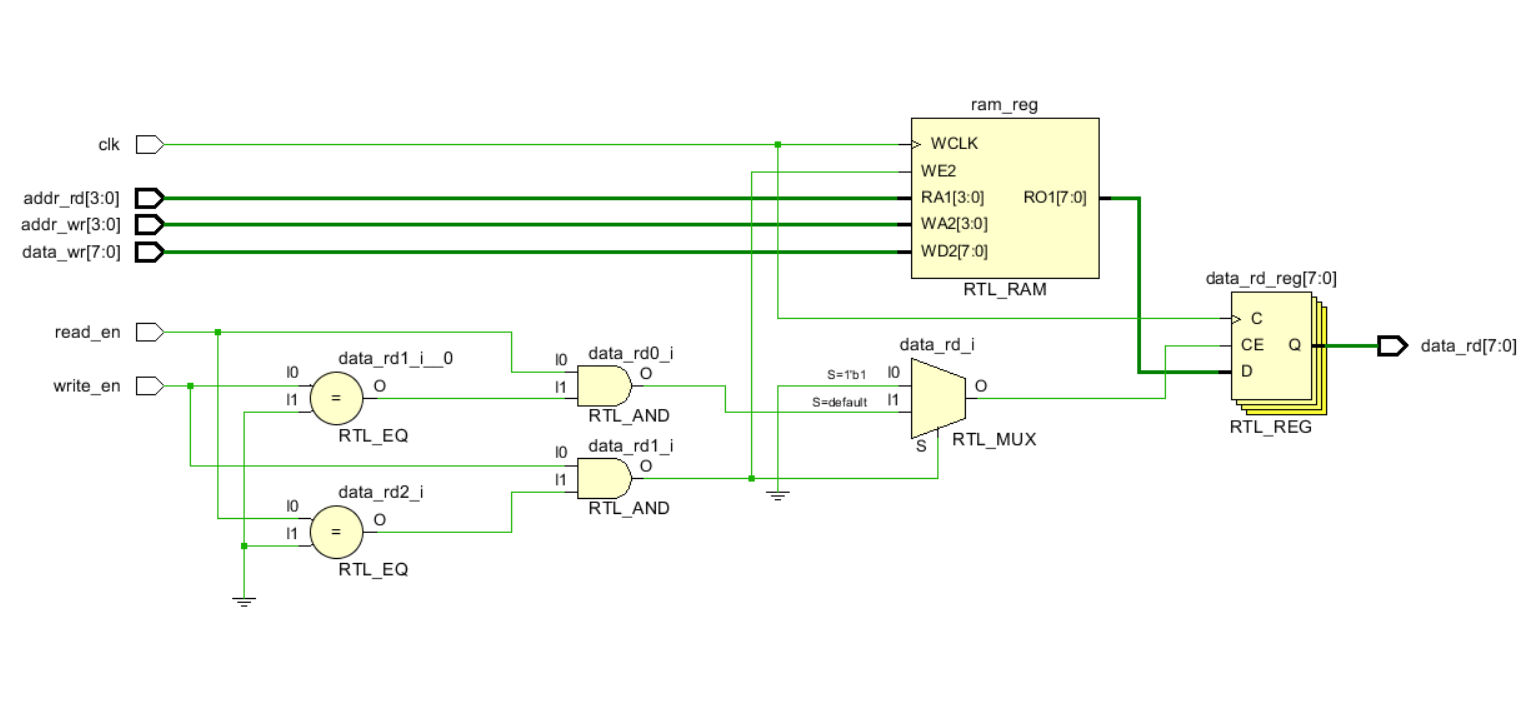 ram_reg
clk
WCLK
WE2
addr_rd[3:0]
RA1[3:0]
RO1[7:0]
addr_wr[3:0]
WA2[3:0]
data_wr[7:0]
WD2[7:0]
RTL_RAM
data_rd_reg[7:0]
C
CE
Q
D
RTL_REG
data_rd[7:0]
read_en
write_en
data_rd1_i__0
I0
I1
O
=
RTL_EQ
data_rd0_i
I0
I1
O
RTL_AND
data_rd_i
S=1'b1
I0
S=default
I1
O
S
RTL_MUX
data_rd1_i
I0
I1
O
RTL_AND
data_rd2_i
I0
I1
O
=
RTL_EQ